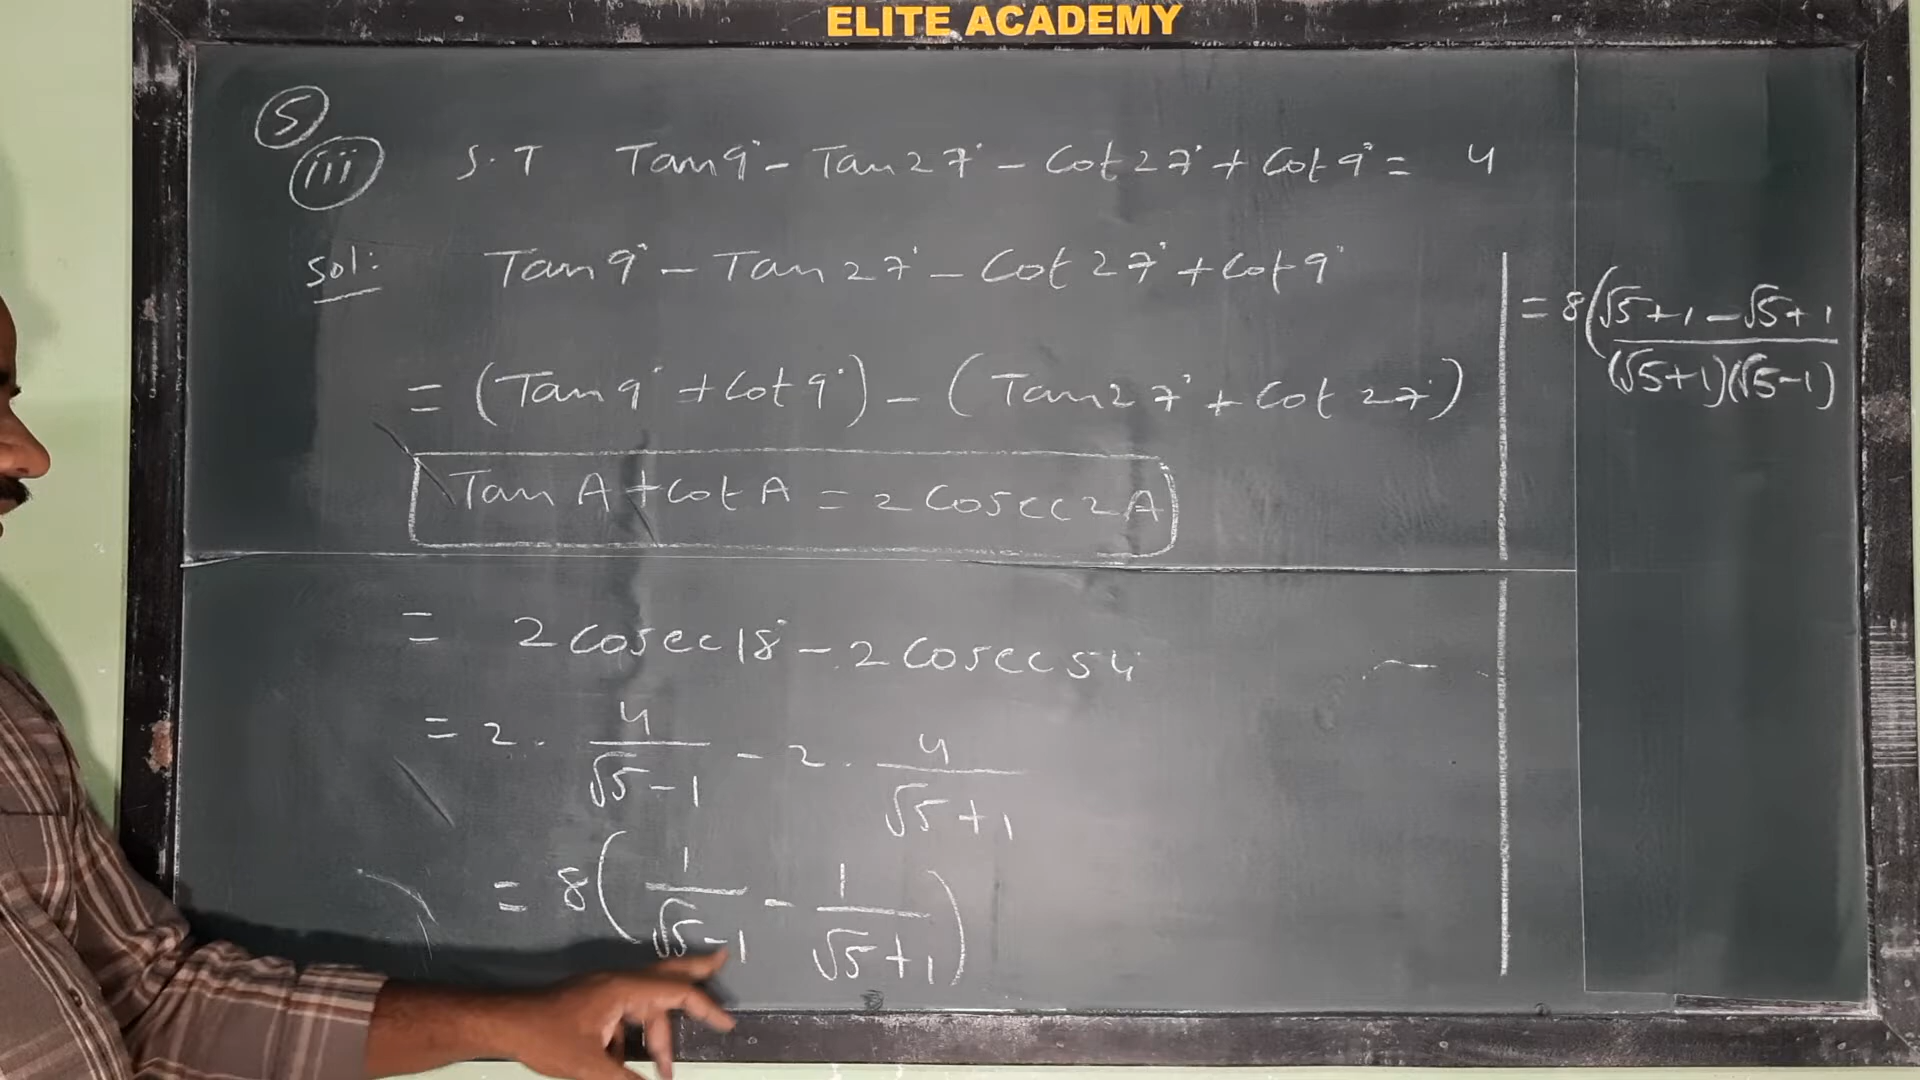 ELITE ACADEMY
5
iii S.T Tan9° - Tan27° - Cot27° + Cot9° = 4
Sol: Tan9° - Tan27° - Cot27° + Cot9°
= (Tan9° + Cot9°) - (Tan27° + Cot27°)
Tan A + Cot A = 2 Cosec2A
= 2 Cosec18° - 2 Cosec54
= 2 · 4/√5-1 - 2 · 4/√5+1
= 8(1/√5-1 - 1/√5+1)
= 8(√5+1-√5+1/(√5+1)(√5-1)